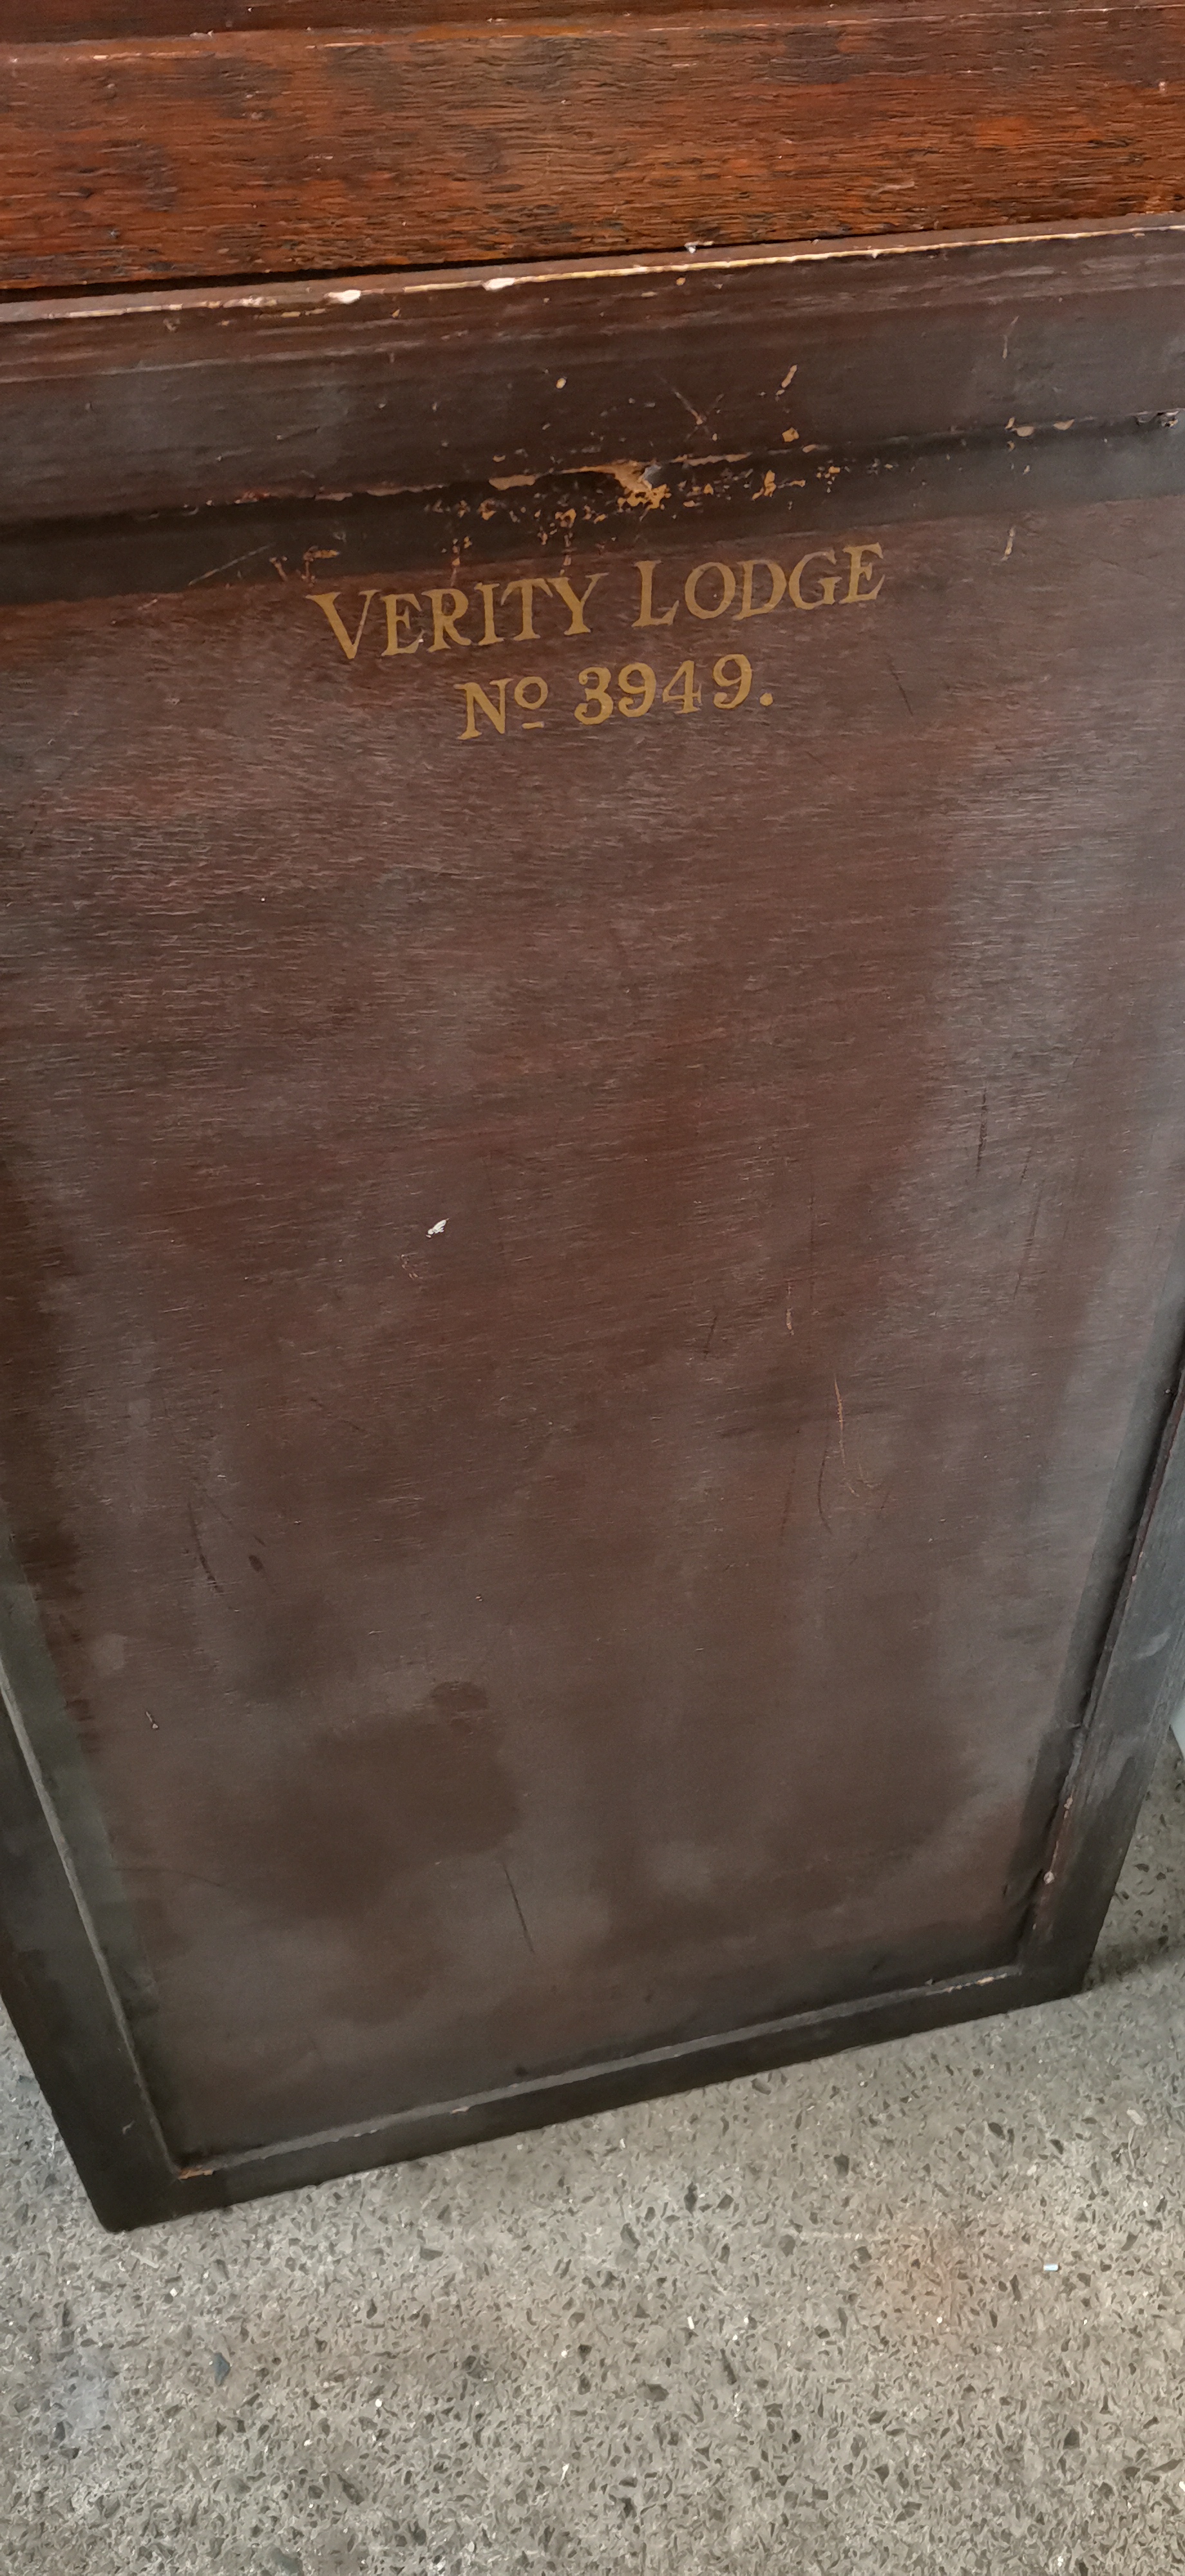 VERITY LODGE
Nº 3949.